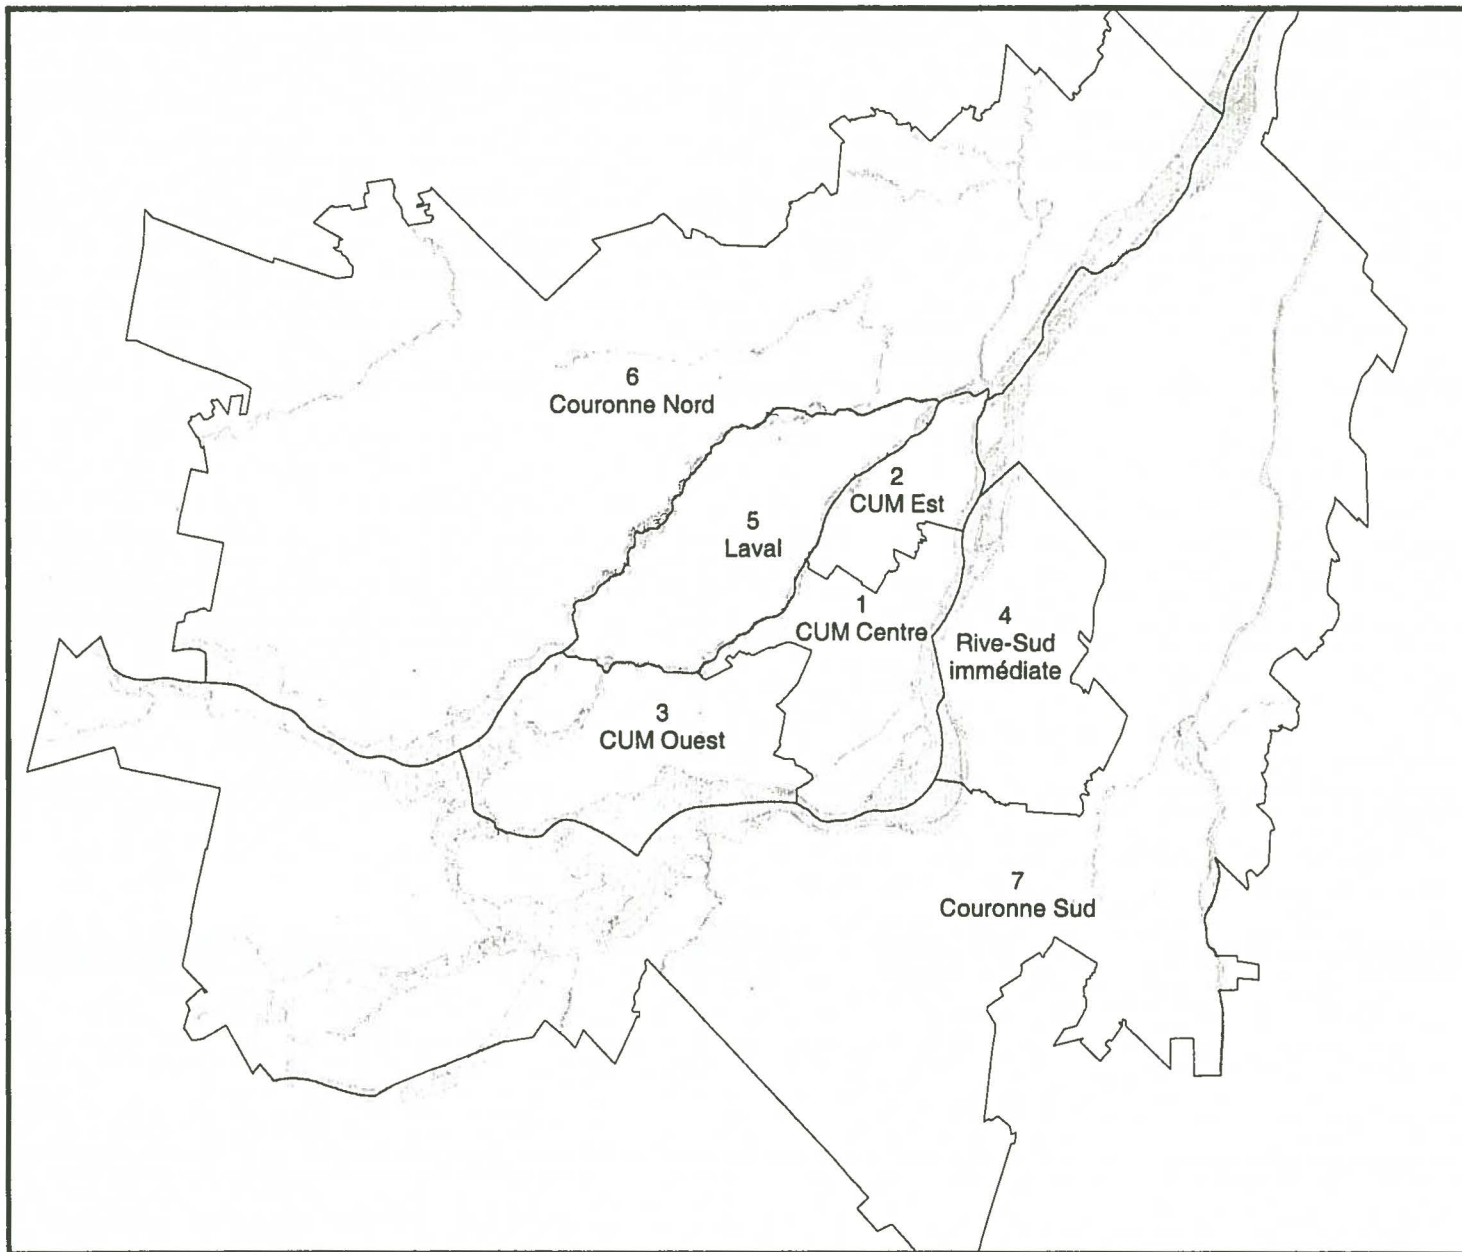 6
Couronne Nord
2
CUM Est
5
Laval
1
CUM Centre
4
Rive-Sud
immédiate
3
CUM Ouest
7
Couronne Sud